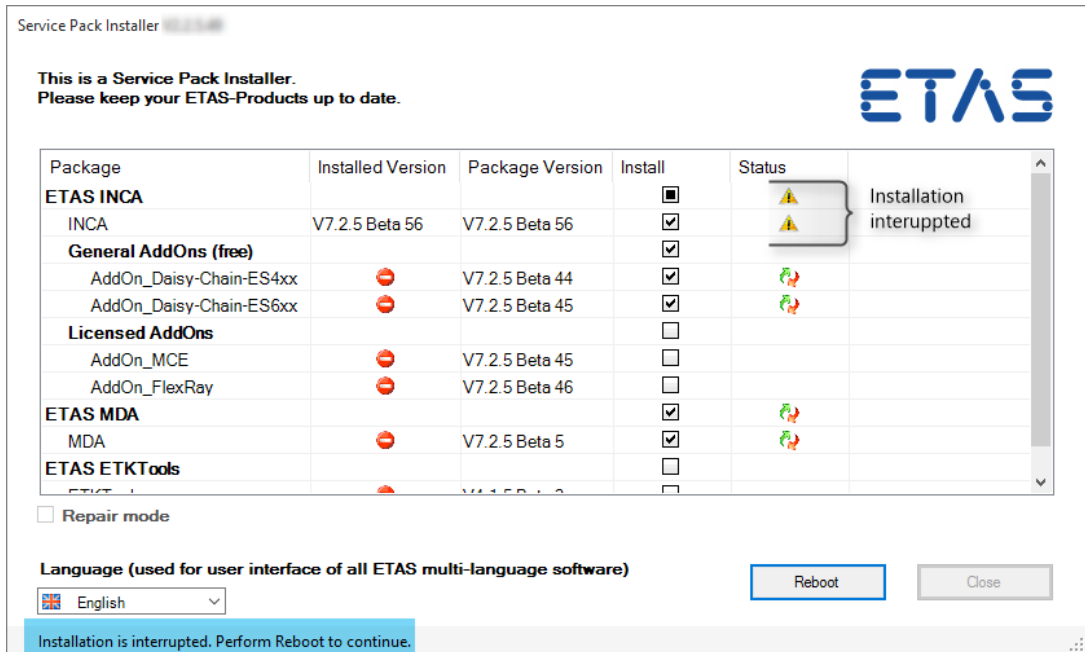 Service Pack Installer
This is a Service Pack Installer.
Please keep your ETAS-Products up to date.
ETAS
Package Installed Version Package Version Install Status
ETAS INCA
Installation
INCA V7.2.5 Beta 56 V7.2.5 Beta 56
interuppted
General AddOns (free)
AddOn_Daisy-Chain-ES4xx V7.2.5 Beta 44
AddOn_Daisy-Chain-ES6xx V7.2.5 Beta 45
Licensed AddOns
AddOn_MCE V7.2.5 Beta 45
AddOn_FlexRay V7.2.5 Beta 46
ETAS MDA
MDA V7.2.5 Beta 5
ETAS ETKTools
Repair mode
Language (used for user interface of all ETAS multi-language software)
English
Reboot Close
Installation is interrupted. Perform Reboot to continue.